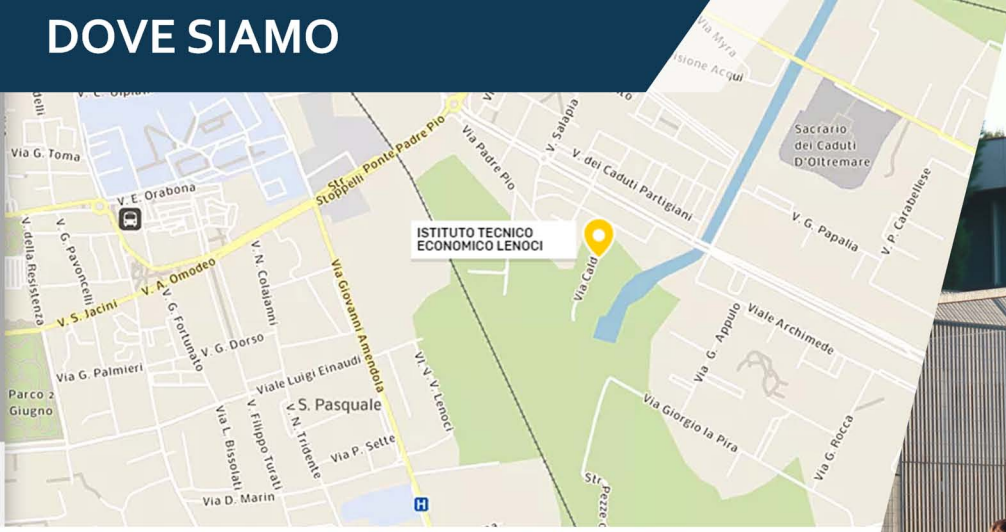 DOVE SIAMO
Via Myra
Via G. Toma
V. E. Orabona
Str.
Stoppelli Ponte Padre Pio
Via Padre Pio
V. Salapia
V. dei Caduti Partigiani
Sacrario
dei Caduti
D'Oltremare
V. G. Papalia
V. P. Carabellese
ISTITUTO TECNICO
ECONOMICO LENOCI
V. della Resistenza
V. G. Pavoncelli
V. A. Omodeo
V. S. Jacini
V. N. Colaianni
V. G. Fortunato
V. G. Dorso
Via Giovanni Amendola
Via G. Appulo
Viale Archimede
Via G. Palmieri
Viale Luigi Einaudi
Vl. N. V. Lenoci
Parco 2
Giugno
S. Pasquale
Via L. Bissolati
V. Filippo Turati
V. N. Tridente
Via P. Sette
Via Giorgio la Pira
Via G. Rocca
Via D. Marin
H
Str.